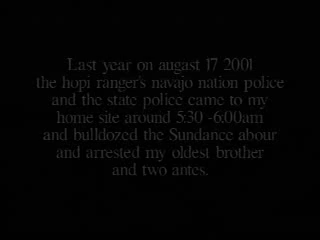 Last year on augast 17 2001
the hopi ranger's navajo nation police
and the state police came to my
home site around 5:30 -6:00am
and bulldozed the Sundance abour
and arrested my oldest brother
and two antes.